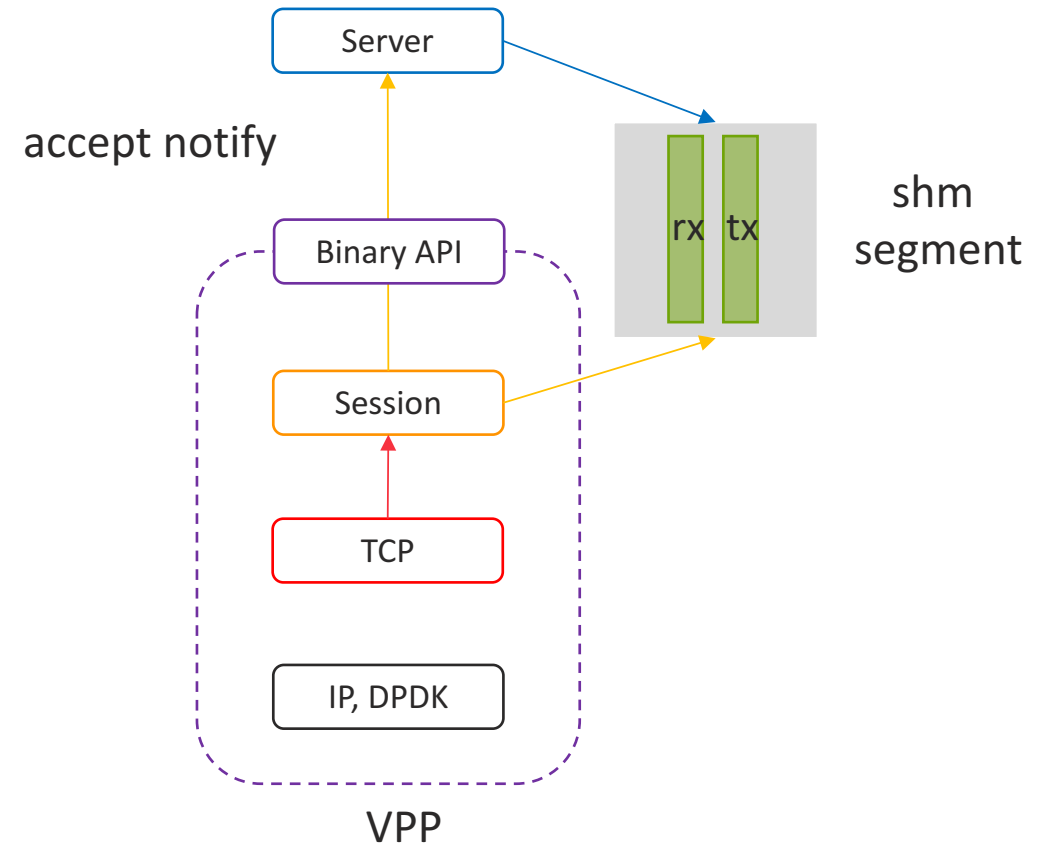 Server
accept notify
rx tx
shm
segment
Binary API
Session
TCP
IP, DPDK
VPP